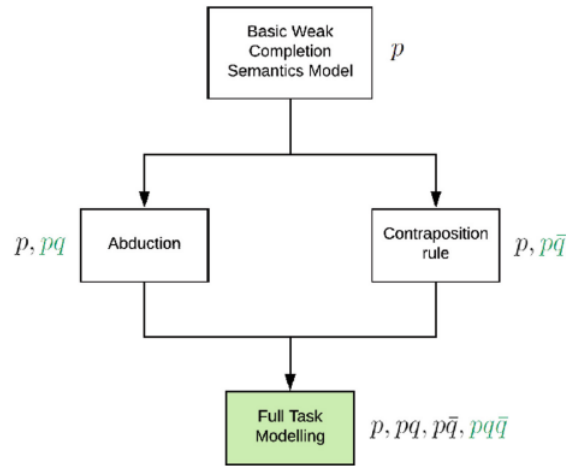 Basic Weak
Completion
Semantics Model
p
p, pq
Abduction
Contraposition
rule
p, pq̄
Full Task
Modelling
p, pq, pq̄, pqq̄